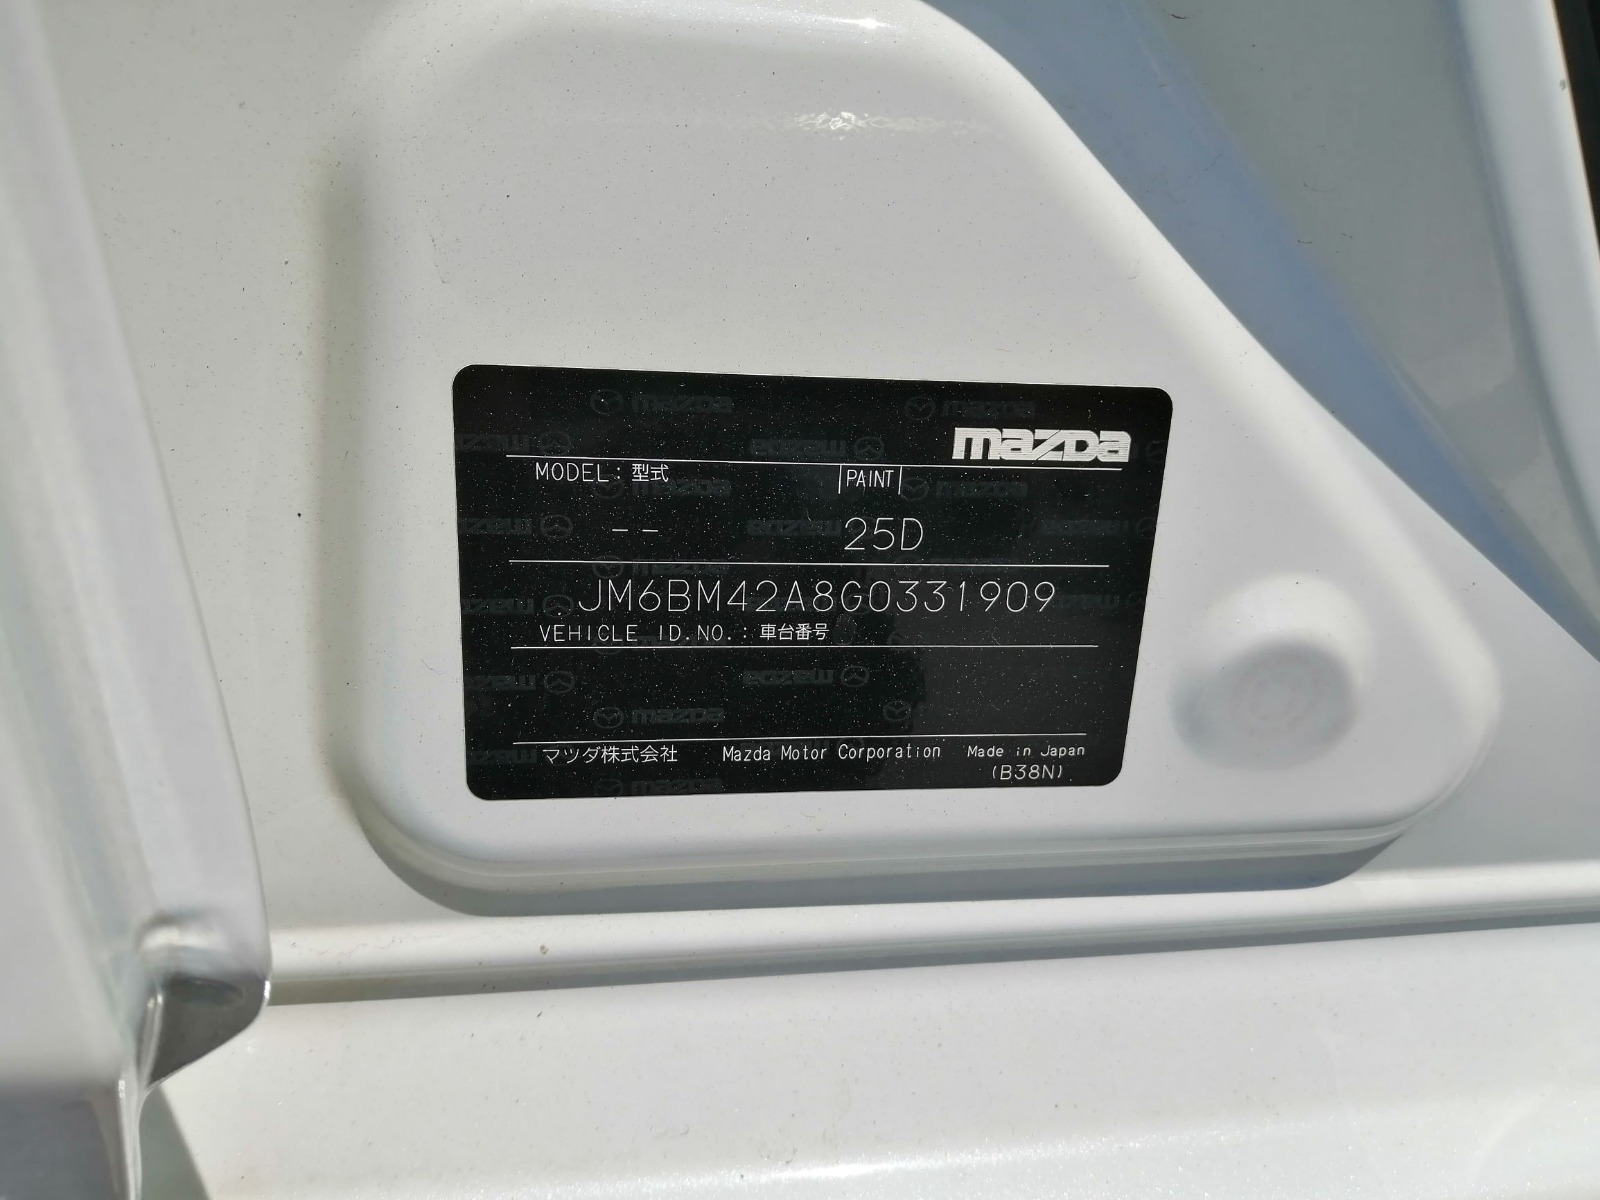 mazda
MODEL: 型式 PAINT
-- 25D
JM6BM42A8G0331909
VEHICLE ID.NO.: 車台番号
マツダ株式会社 Mazda Motor Corporation Made in Japan
(B38N)